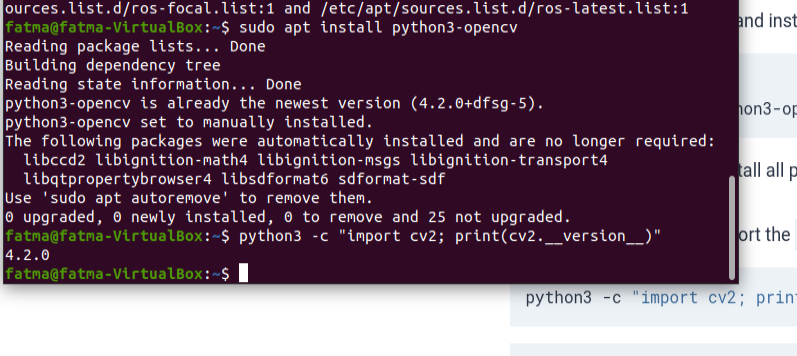 ources.list.d/ros-focal.list:1 and /etc/apt/sources.list.d/ros-latest.list:1
fatma@fatma-VirtualBox:~$ sudo apt install python3-opencv
Reading package lists... Done
Building dependency tree
Reading state information... Done
python3-opencv is already the newest version (4.2.0+dfsg-5).
python3-opencv set to manually installed.
The following packages were automatically installed and are no longer required:
  libccd2 libignition-math4 libignition-msgs libignition-transport4
  libqtpropertybrowser4 libsdformat6 sdformat-sdf
Use 'sudo apt autoremove' to remove them.
0 upgraded, 0 newly installed, 0 to remove and 25 not upgraded.
fatma@fatma-VirtualBox:~$ python3 -c "import cv2; print(cv2.__version__)"
4.2.0
fatma@fatma-VirtualBox:~$
and inst
hon3-op
tall all p
ort the
python3 -c "import cv2; prin